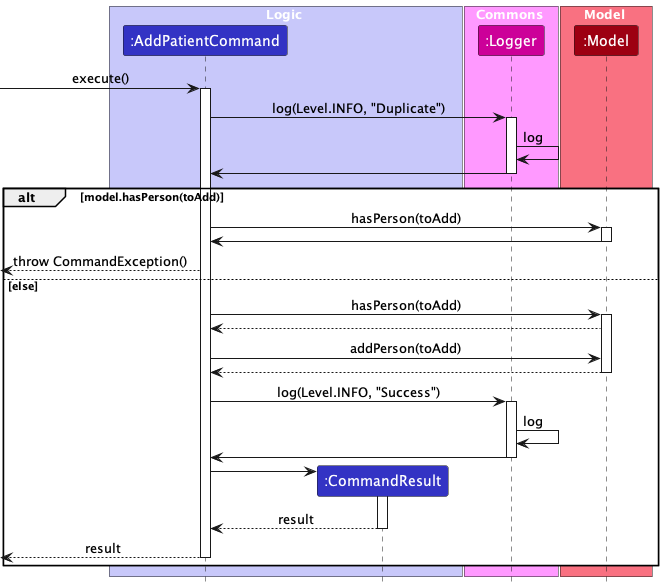 Logic
Commons
Model
:AddPatientCommand
:Logger
:Model
execute()
log(Level.INFO, "Duplicate")
log
alt
[model.hasPerson(toAdd)]
hasPerson(toAdd)
throw CommandException()
[else]
hasPerson(toAdd)
addPerson(toAdd)
log(Level.INFO, "Success")
log
:CommandResult
result
result